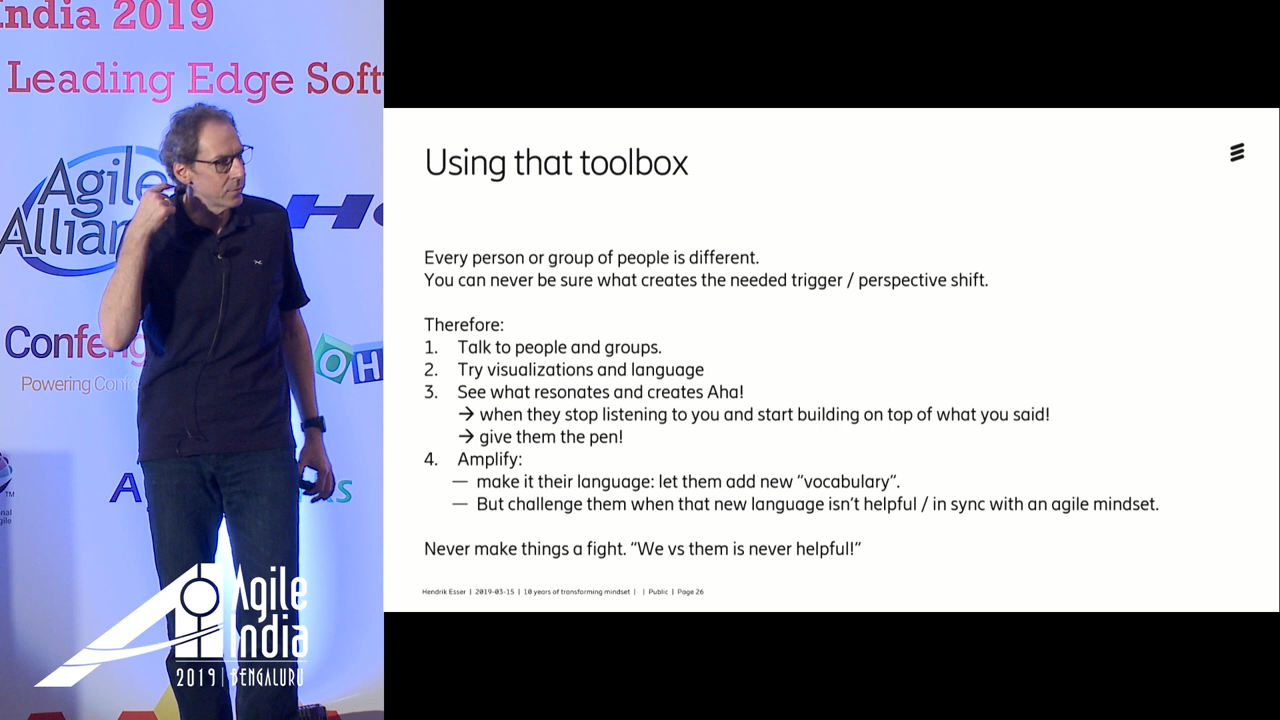 India 2019
Leading Edge Soft
Agile
Allian
Confeng
Powering Confe
OH
Using that toolbox
Every person or group of people is different.
You can never be sure what creates the needed trigger / perspective shift.
Therefore:
1. Talk to people and groups.
2. Try visualizations and language
3. See what resonates and creates Aha!
→ when they stop listening to you and start building on top of what you said!
→ give them the pen!
4. Amplify:
— make it their language: let them add new “vocabulary”.
— But challenge them when that new language isn’t helpful / in sync with an agile mindset.
Never make things a fight. “We vs them is never helpful!”
Hendrik Esser | 2019-03-15 | 10 years of transforming mindset | | Public | Page 26
Agile
India
2019 | BENGALURU